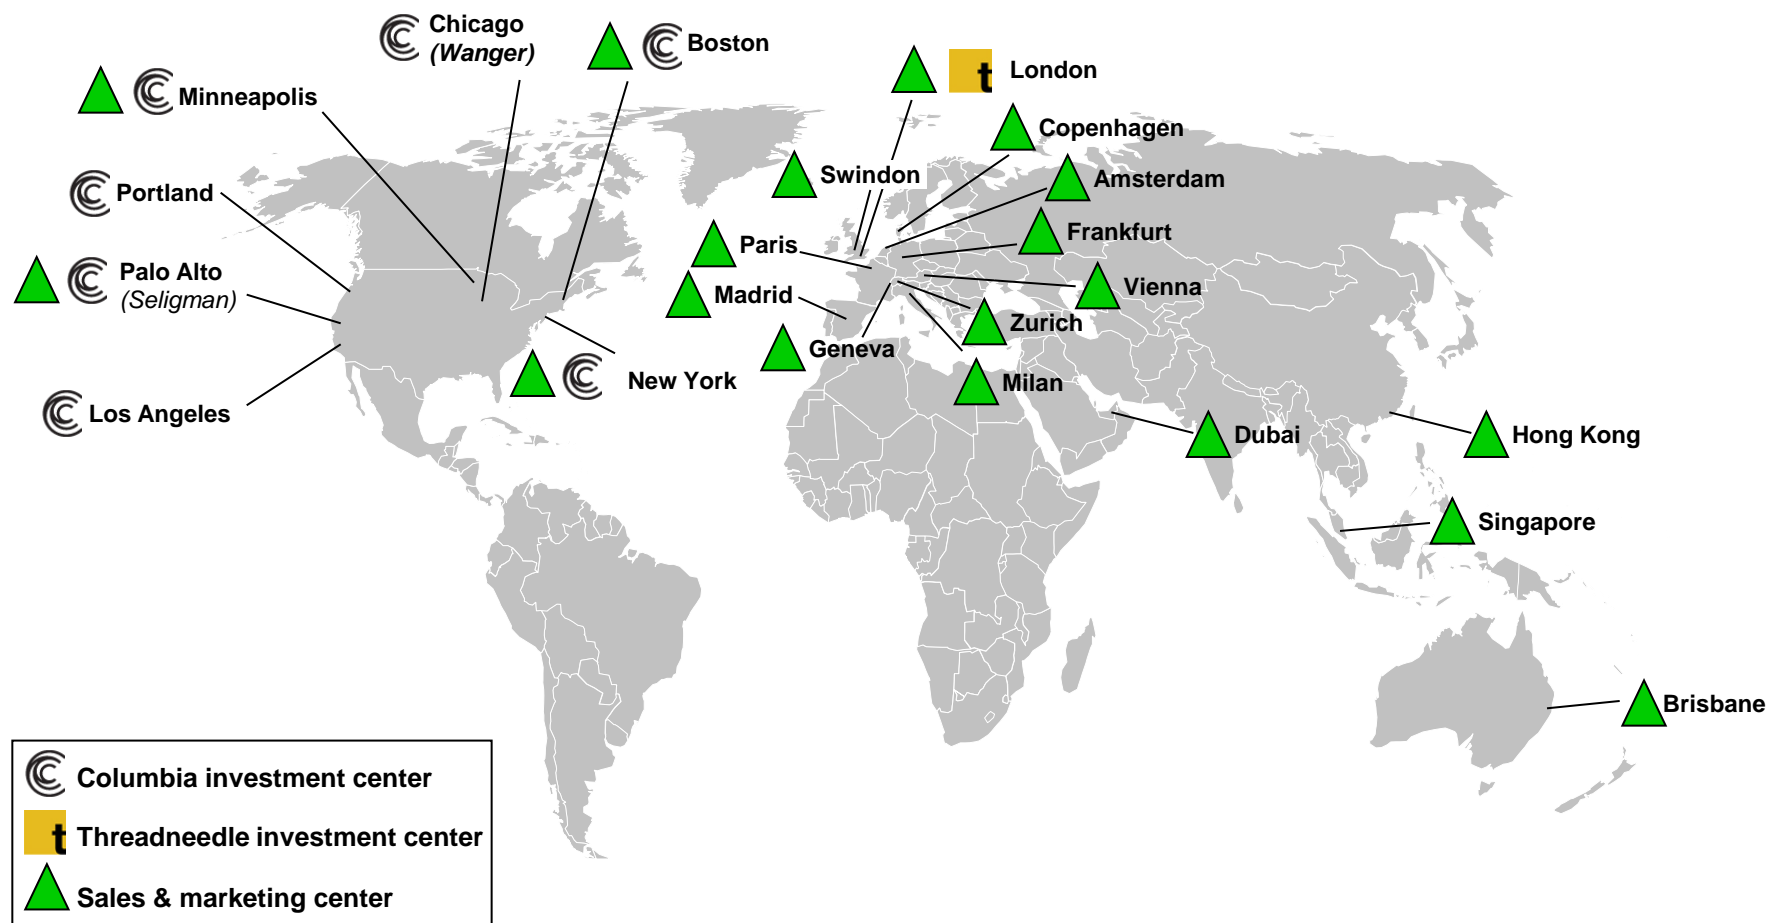 Chicago
(Wanger)
Boston
London
Minneapolis
Copenhagen
Swindon
Amsterdam
Portland
Paris
Frankfurt
Palo Alto
(Seligman)
Madrid
Vienna
Zurich
Geneva
New York
Milan
Los Angeles
Dubai
Hong Kong
Singapore
Brisbane
Columbia investment center
t Threadneedle investment center
Sales & marketing center